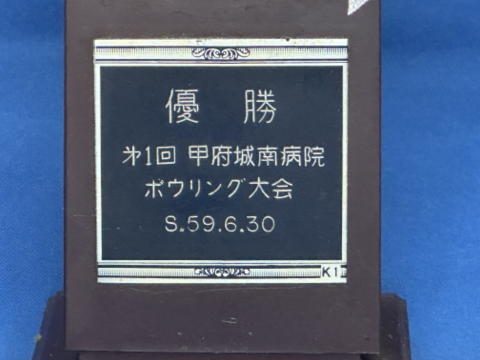 優勝
第1回 甲府城南病院
ボウリング大会
S.59.6.30
K1